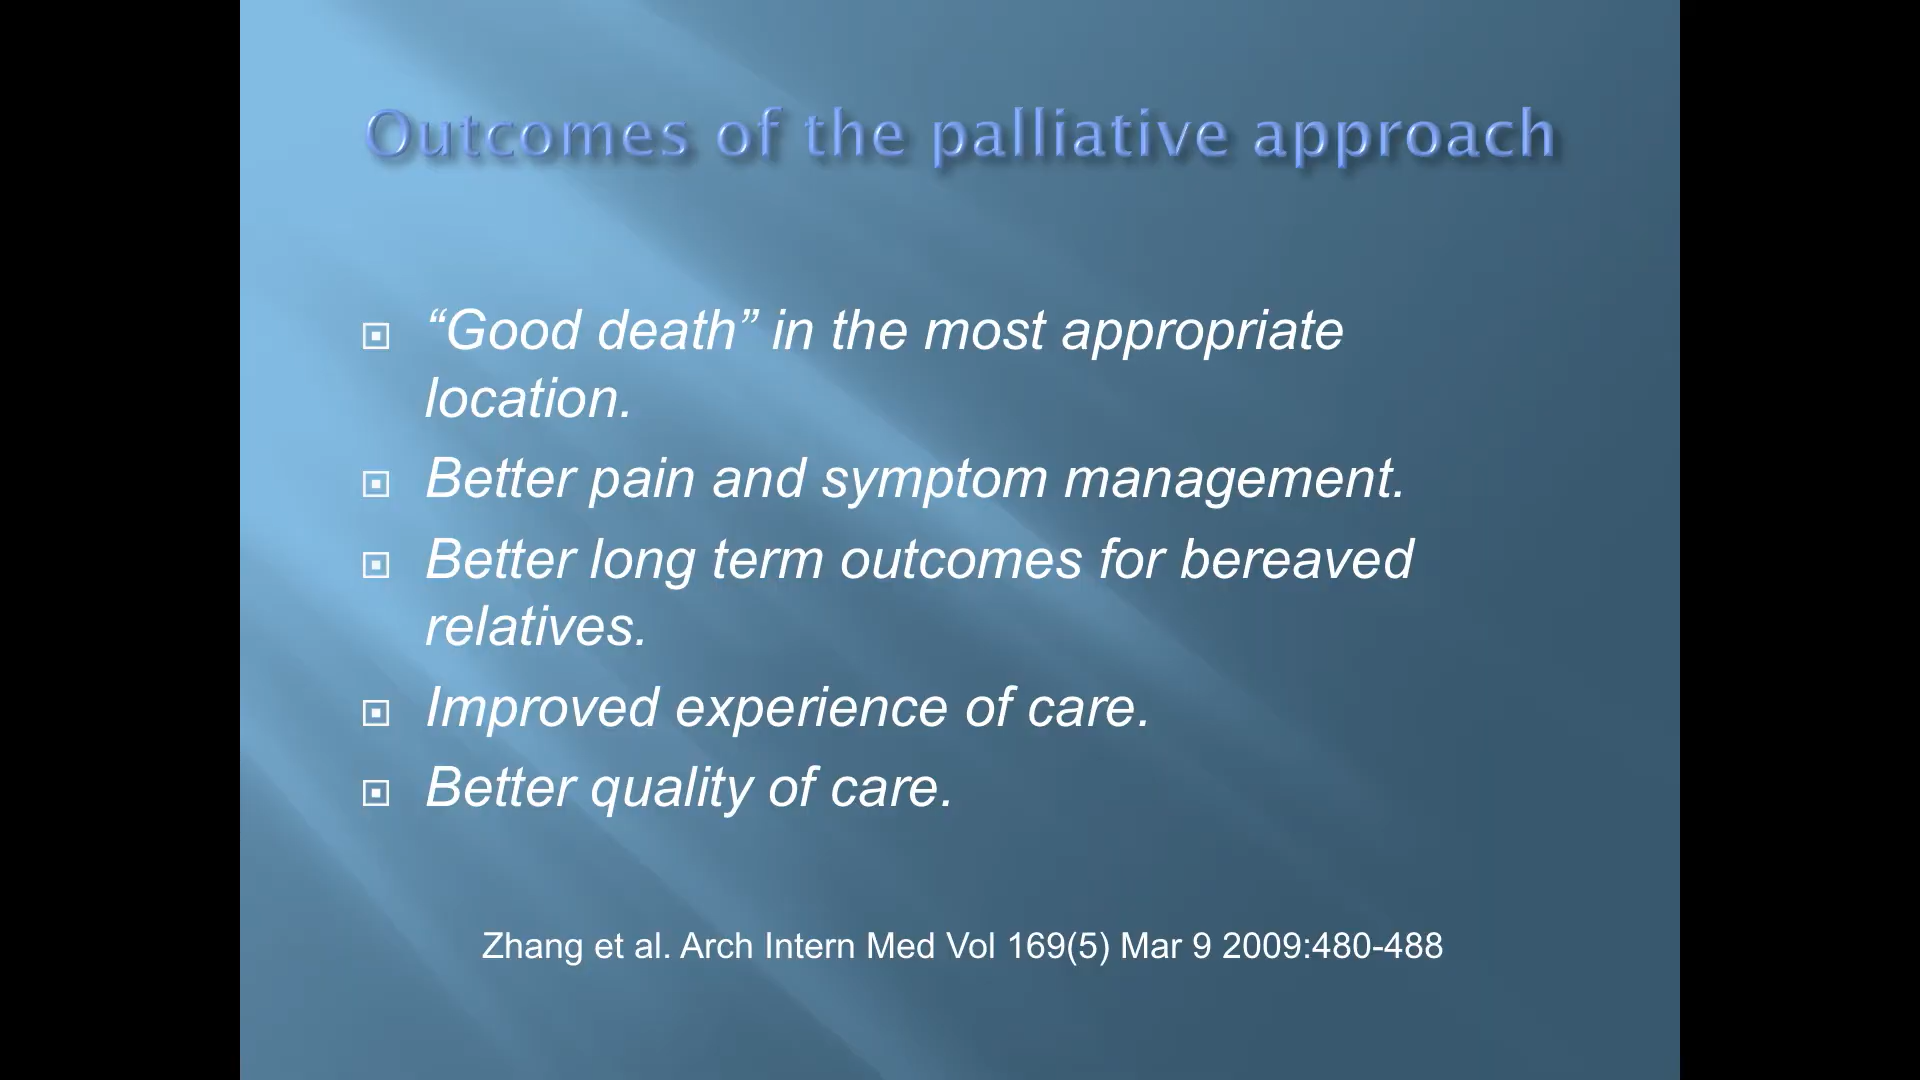 Outcomes of the palliative approach
“Good death” in the most appropriate
location.
Better pain and symptom management.
Better long term outcomes for bereaved
relatives.
Improved experience of care.
Better quality of care.
Zhang et al. Arch Intern Med Vol 169(5) Mar 9 2009:480-488